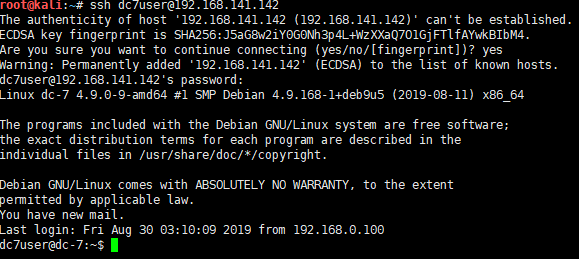 root@kali:~# ssh dc7user@192.168.141.142
The authenticity of host '192.168.141.142 (192.168.141.142)' can't be established.
ECDSA key fingerprint is SHA256:J5aG8w2iY0G0Nh3p4L+WzXXaQ7O1GjFTlfAYwkBIbM4.
Are you sure you want to continue connecting (yes/no/[fingerprint])? yes
Warning: Permanently added '192.168.141.142' (ECDSA) to the list of known hosts.
dc7user@192.168.141.142's password:
Linux dc-7 4.9.0-9-amd64 #1 SMP Debian 4.9.168-1+deb9u5 (2019-08-11) x86_64

The programs included with the Debian GNU/Linux system are free software;
the exact distribution terms for each program are described in the
individual files in /usr/share/doc/*/copyright.

Debian GNU/Linux comes with ABSOLUTELY NO WARRANTY, to the extent
permitted by applicable law.
You have new mail.
Last login: Fri Aug 30 03:10:09 2019 from 192.168.0.100
dc7user@dc-7:~$